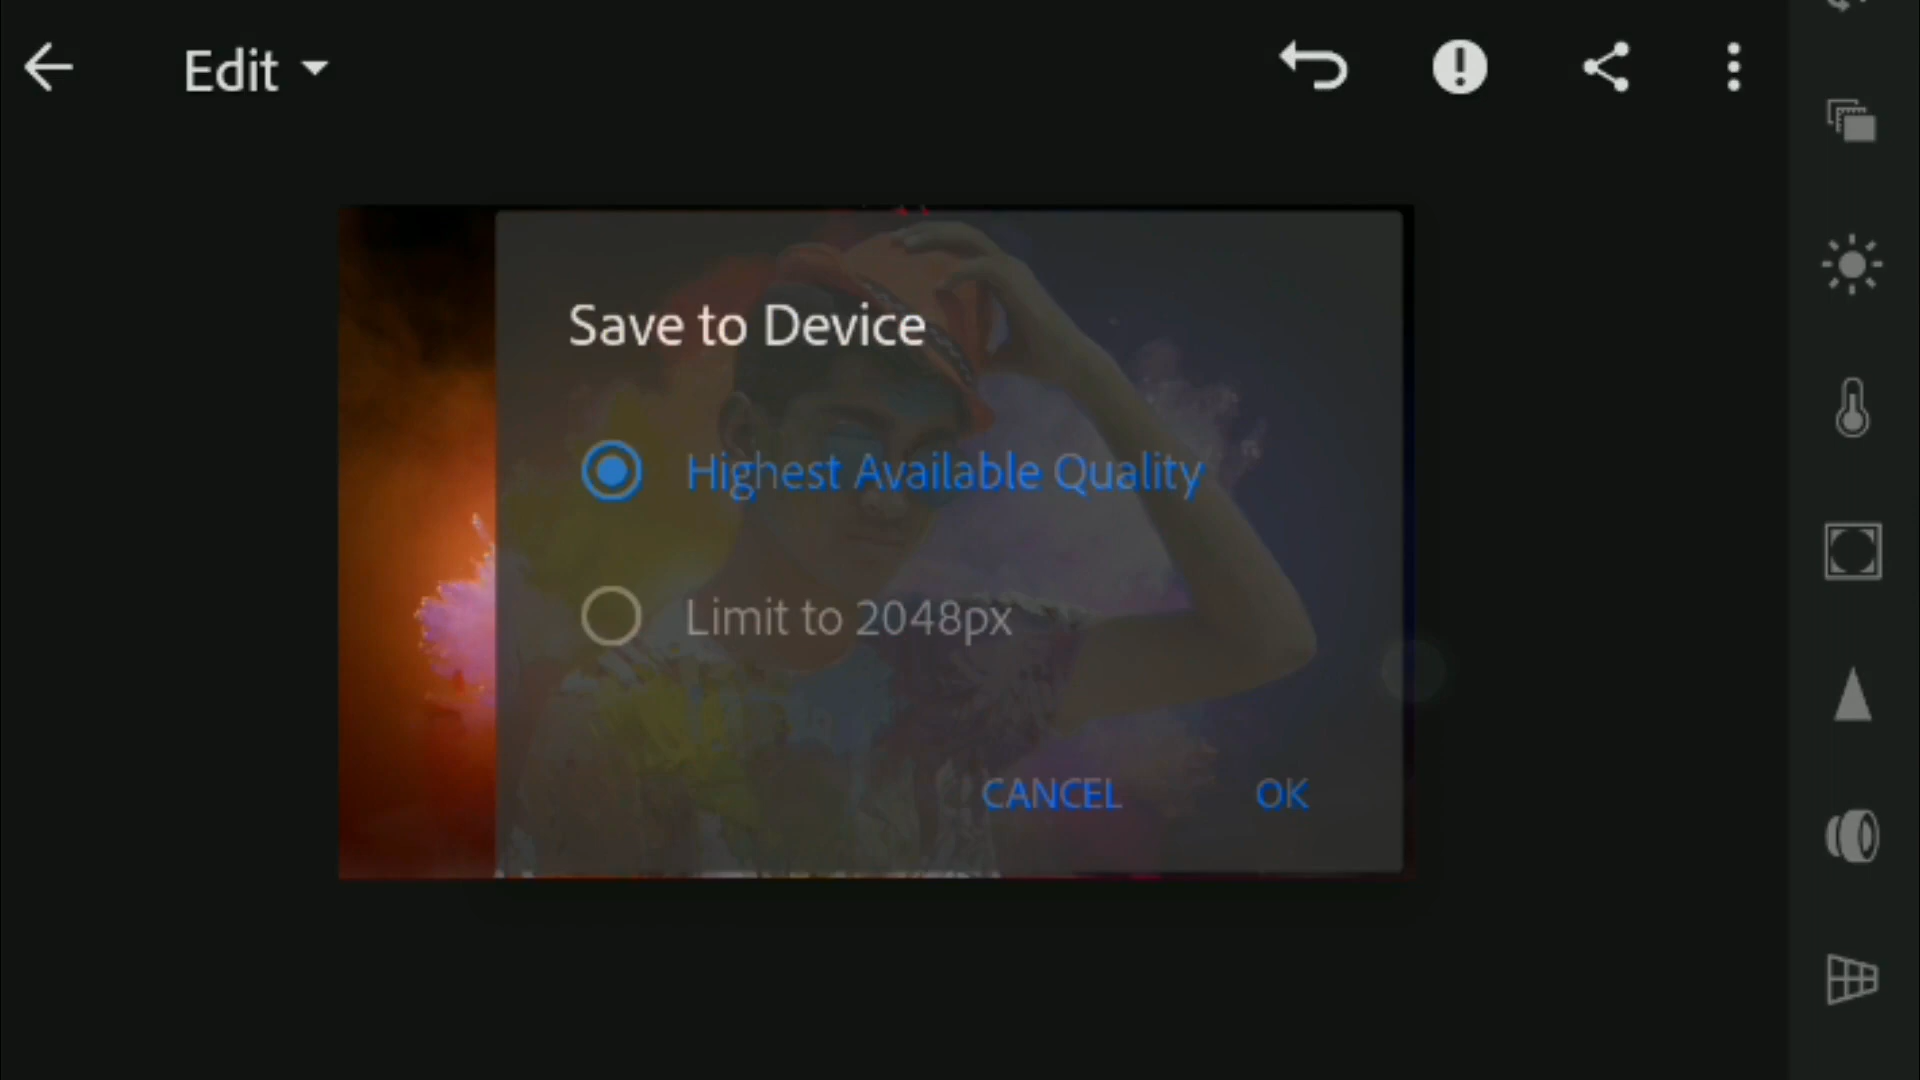 Edit
Save to Device
Highest Available Quality
Limit to 2048px
CANCEL OK